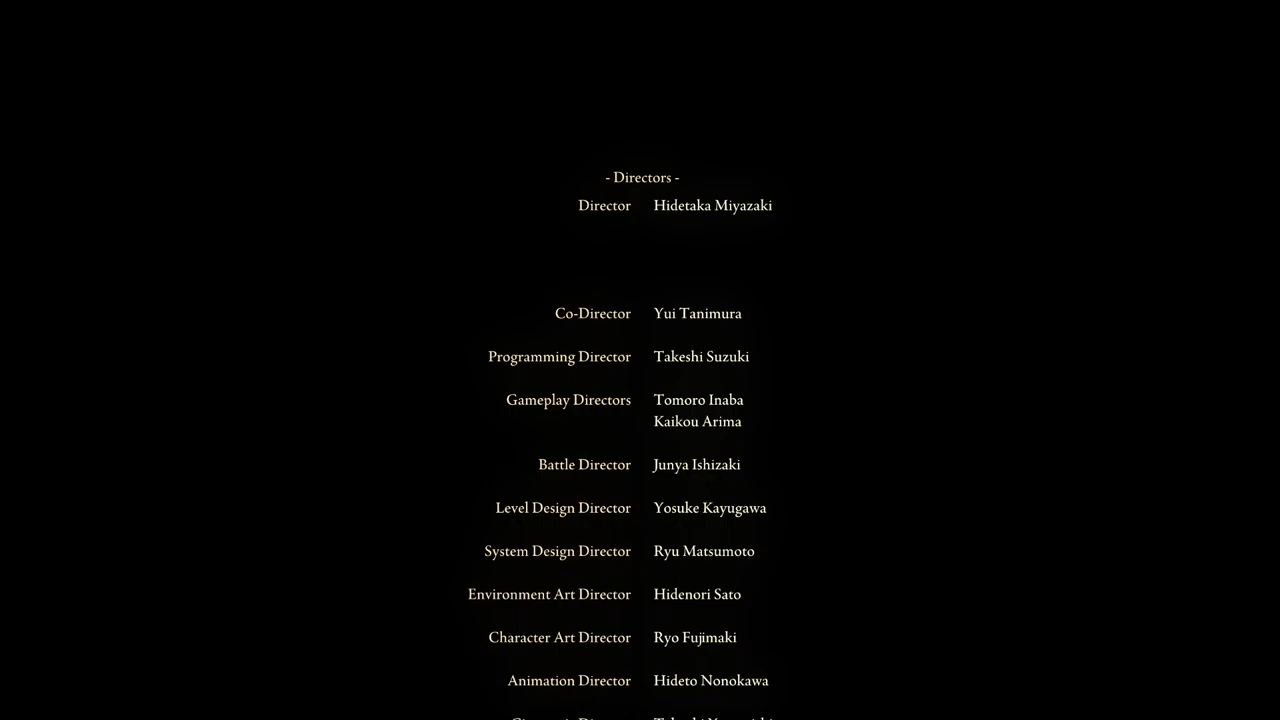 - Directors -
Director Hidetaka Miyazaki
Co-Director Yui Tanimura
Programming Director Takeshi Suzuki
Gameplay Directors Tomoro Inaba
Kaikou Arima
Battle Director Junya Ishizaki
Level Design Director Yosuke Kayugawa
System Design Director Ryu Matsumoto
Environment Art Director Hidenori Sato
Character Art Director Ryo Fujimaki
Animation Director Hideto Nonokawa